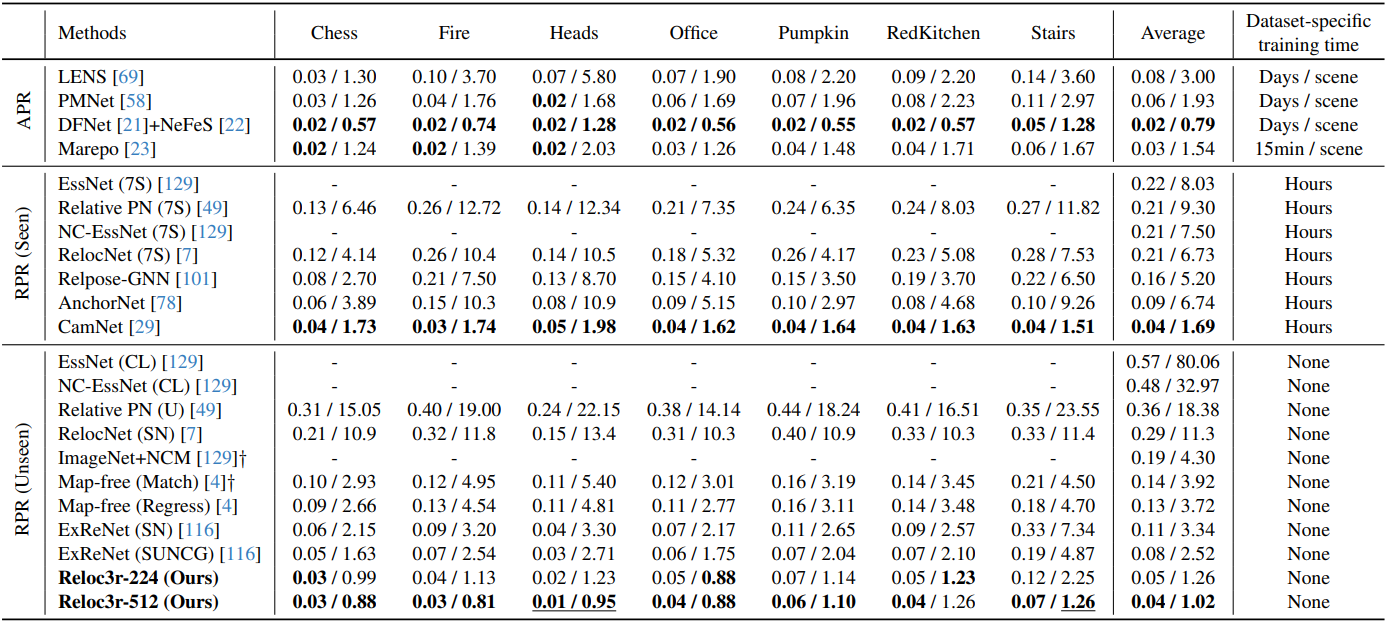 Methods Chess Fire Heads Office Pumpkin RedKitchen Stairs Average Dataset-specific training time
APR
LENS [69] 0.03 / 1.30 0.10 / 3.70 0.07 / 5.80 0.07 / 1.90 0.08 / 2.20 0.09 / 2.20 0.14 / 3.60 0.08 / 3.00 Days / scene
PMNet [58] 0.03 / 1.26 0.04 / 1.76 0.02 / 1.68 0.06 / 1.69 0.07 / 1.96 0.08 / 2.23 0.11 / 2.97 0.06 / 1.93 Days / scene
DFNet [21]+NeFeS [22] 0.02 / 0.57 0.02 / 0.74 0.02 / 1.28 0.02 / 0.56 0.02 / 0.55 0.02 / 0.57 0.05 / 1.28 0.02 / 0.79 Days / scene
Marepo [23] 0.02 / 1.24 0.02 / 1.39 0.02 / 2.03 0.03 / 1.26 0.04 / 1.48 0.04 / 1.71 0.06 / 1.67 0.03 / 1.54 15min / scene
RPR (Seen)
EssNet (7S) [129] - - - - - - - 0.22 / 8.03 Hours
Relative PN (7S) [49] 0.13 / 6.46 0.26 / 12.72 0.14 / 12.34 0.21 / 7.35 0.24 / 6.35 0.24 / 8.03 0.27 / 11.82 0.21 / 9.30 Hours
NC-EssNet (7S) [129] - - - - - - - 0.21 / 7.50 Hours
RelocNet (7S) [7] 0.12 / 4.14 0.26 / 10.4 0.14 / 10.5 0.18 / 5.32 0.26 / 4.17 0.23 / 5.08 0.28 / 7.53 0.21 / 6.73 Hours
Relpose-GNN [101] 0.08 / 2.70 0.21 / 7.50 0.13 / 8.70 0.15 / 4.10 0.15 / 3.50 0.19 / 3.70 0.22 / 6.50 0.16 / 5.20 Hours
AnchorNet [78] 0.06 / 3.89 0.15 / 10.3 0.08 / 10.9 0.09 / 5.15 0.10 / 2.97 0.08 / 4.68 0.10 / 9.26 0.09 / 6.74 Hours
CamNet [29] 0.04 / 1.73 0.03 / 1.74 0.05 / 1.98 0.04 / 1.62 0.04 / 1.64 0.04 / 1.63 0.04 / 1.51 0.04 / 1.69 Hours
RPR (Unseen)
EssNet (CL) [129] - - - - - - - 0.57 / 80.06 None
NC-EssNet (CL) [129] - - - - - - - 0.48 / 32.97 None
Relative PN (U) [49] 0.31 / 15.05 0.40 / 19.00 0.24 / 22.15 0.38 / 14.14 0.44 / 18.24 0.41 / 16.51 0.35 / 23.55 0.36 / 18.38 None
RelocNet (SN) [7] 0.21 / 10.9 0.32 / 11.8 0.15 / 13.4 0.31 / 10.3 0.40 / 10.9 0.33 / 10.3 0.33 / 11.4 0.29 / 11.3 None
ImageNet+NCM [129]† - - - - - - - 0.19 / 4.30 None
Map-free (Match) [4]† 0.10 / 2.93 0.12 / 4.95 0.11 / 5.40 0.12 / 3.01 0.16 / 3.19 0.14 / 3.45 0.21 / 4.50 0.14 / 3.92 None
Map-free (Regress) [4] 0.09 / 2.66 0.13 / 4.54 0.11 / 4.81 0.11 / 2.77 0.16 / 3.11 0.14 / 3.48 0.18 / 4.70 0.13 / 3.72 None
ExReNet (SN) [116] 0.06 / 2.15 0.09 / 3.20 0.04 / 3.30 0.07 / 2.17 0.11 / 2.65 0.09 / 2.57 0.33 / 7.34 0.11 / 3.34 None
ExReNet (SUNCG) [116] 0.05 / 1.63 0.07 / 2.54 0.03 / 2.71 0.06 / 1.75 0.07 / 2.04 0.07 / 2.10 0.19 / 4.87 0.08 / 2.52 None
Reloc3r-224 (Ours) 0.03 / 0.99 0.04 / 1.13 0.02 / 1.23 0.05 / 0.88 0.07 / 1.14 0.05 / 1.23 0.12 / 2.25 0.05 / 1.26 None
Reloc3r-512 (Ours) 0.03 / 0.88 0.03 / 0.81 0.01 / 0.95 0.04 / 0.88 0.06 / 1.10 0.04 / 1.26 0.07 / 1.26 0.04 / 1.02 None